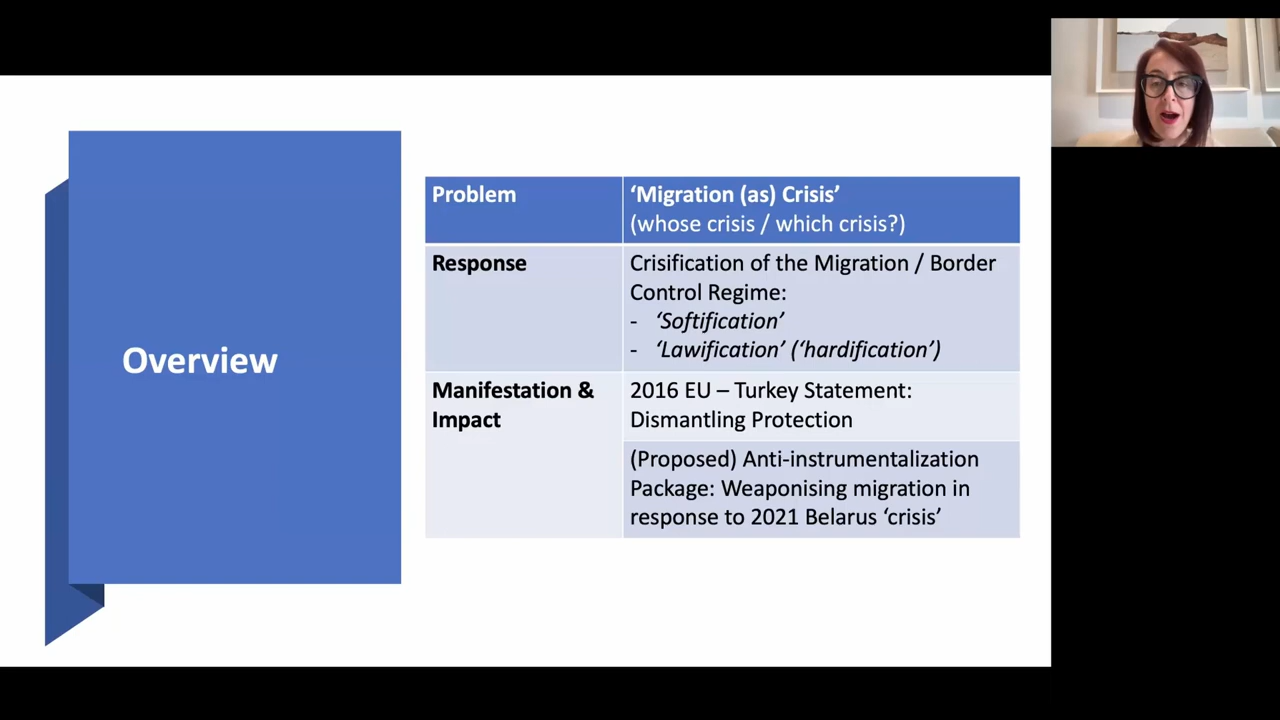 Overview
Problem
‘Migration (as) Crisis’
(whose crisis / which crisis?)
Response
Crisification of the Migration / Border
Control Regime:
- ‘Softification’
- ‘Lawification’ (‘hardification’)
Manifestation &
Impact
2016 EU – Turkey Statement:
Dismantling Protection
(Proposed) Anti-instrumentalization
Package: Weaponising migration in
response to 2021 Belarus ‘crisis’